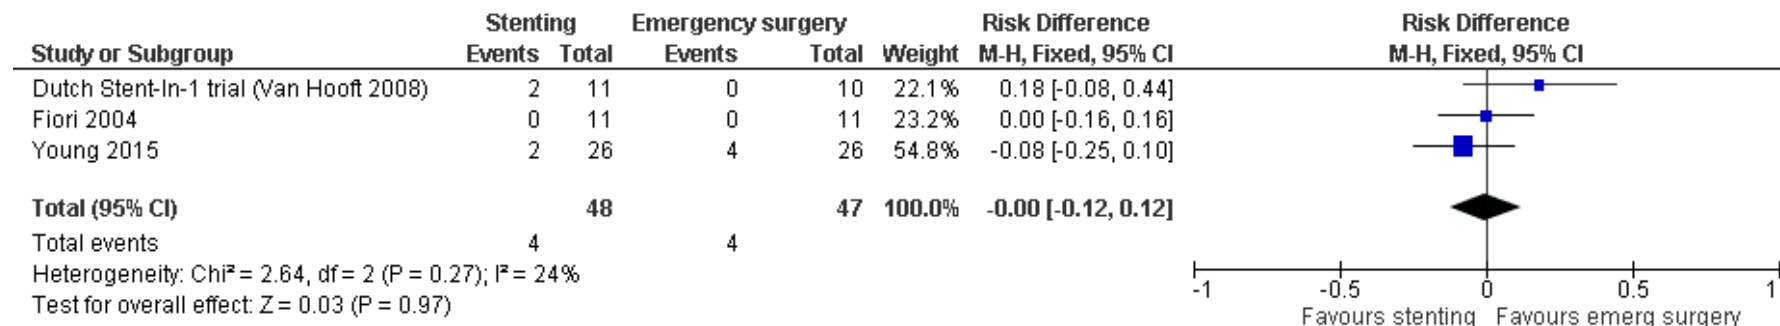 Stenting Emergency surgery Risk Difference Risk Difference
Study or Subgroup Events Total Events Total Weight M-H, Fixed, 95% CI M-H, Fixed, 95% CI
Dutch Stent-In-1 trial (Van Hooft 2008) 2 11 0 10 22.1% 0.18 [-0.08, 0.44]
Fiori 2004 0 11 0 11 23.2% 0.00 [-0.16, 0.16]
Young 2015 2 26 4 26 54.8% -0.08 [-0.25, 0.10]
Total (95% CI) 48 47 100.0% -0.00 [-0.12, 0.12]
Total events 4 4
Heterogeneity: Chi² = 2.64, df = 2 (P = 0.27); I² = 24%
Test for overall effect: Z = 0.03 (P = 0.97)
-1 -0.5 0 0.5 1
Favours stenting Favours emerg surgery